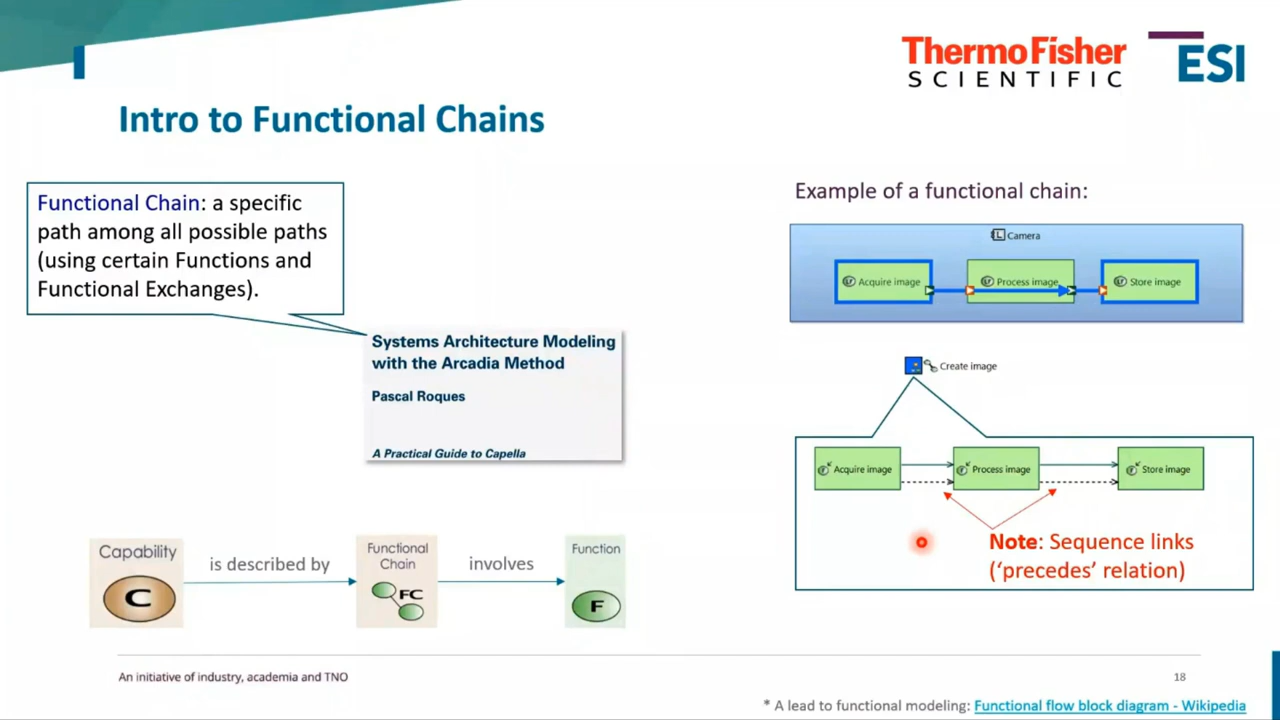 ThermoFisher
SCIENTIFIC
ESI
Intro to Functional Chains
Functional Chain: a specific
path among all possible paths
(using certain Functions and
Functional Exchanges).
Systems Architecture Modeling
with the Arcadia Method
Pascal Roques
A Practical Guide to Capella
Capability
C
is described by
Functional
Chain
FC
involves
Function
F
Example of a functional chain:
Camera
Acquire image
Process image
Store image
Create image
Acquire image
Process image
Store image
Note: Sequence links
(‘precedes’ relation)
An initiative of industry, academia and TNO
18
* A lead to functional modeling: Functional flow block diagram - Wikipedia